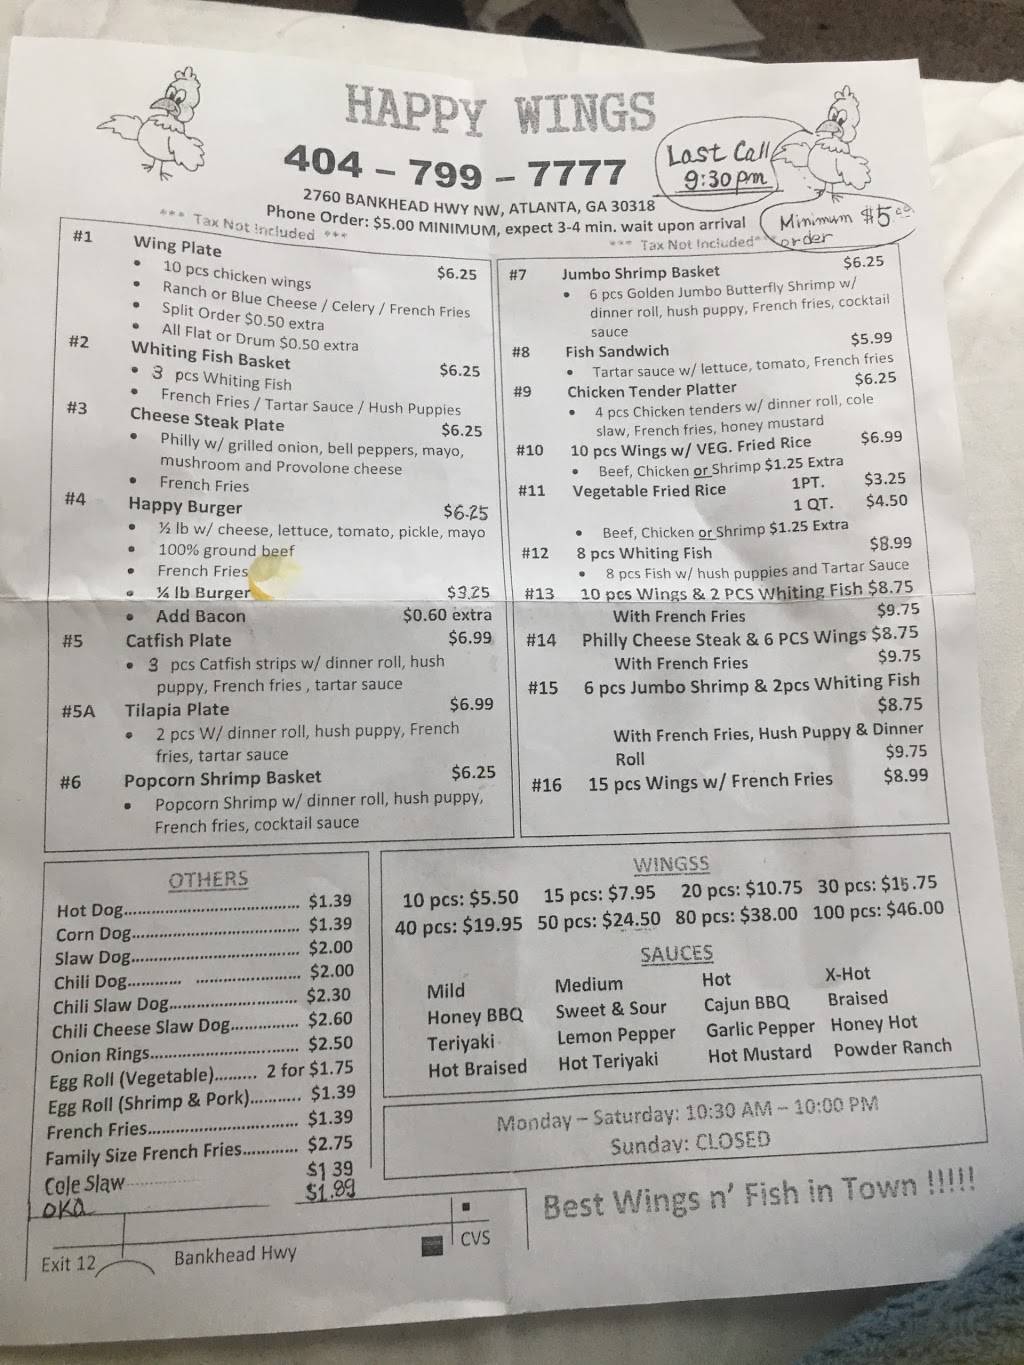 HAPPY WINGS
404 – 799 – 7777
Last Call
9:30 pm
2760 BANKHEAD HWY NW, ATLANTA, GA 30318
Phone Order: $5.00 MINIMUM, expect 3-4 min. wait upon arrival
Minimum $5.00
order
*** Tax Not Included ***
*** Tax Not Included***
#1 Wing Plate $6.25
• 10 pcs chicken wings
• Ranch or Blue Cheese / Celery / French Fries
• Split Order $0.50 extra
• All Flat or Drum $0.50 extra
#2 Whiting Fish Basket $6.25
• 3 pcs Whiting Fish
• French Fries / Tartar Sauce / Hush Puppies
#3 Cheese Steak Plate $6.25
• Philly w/ grilled onion, bell peppers, mayo,
mushroom and Provolone cheese
• French Fries
#4 Happy Burger $6.25
• ½ lb w/ cheese, lettuce, tomato, pickle, mayo
• 100% ground beef
• French Fries
• ¼ lb Burger $3.25
• Add Bacon $0.60 extra
#5 Catfish Plate $6.99
• 3 pcs Catfish strips w/ dinner roll, hush
puppy, French fries , tartar sauce
#5A Tilapia Plate $6.99
• 2 pcs W/ dinner roll, hush puppy, French
fries, tartar sauce
#6 Popcorn Shrimp Basket $6.25
• Popcorn Shrimp w/ dinner roll, hush puppy,
French fries, cocktail sauce
#7 Jumbo Shrimp Basket $6.25
• 6 pcs Golden Jumbo Butterfly Shrimp w/
dinner roll, hush puppy, French fries, cocktail
sauce
#8 Fish Sandwich $5.99
• Tartar sauce w/ lettuce, tomato, French fries
#9 Chicken Tender Platter $6.25
• 4 pcs Chicken tenders w/ dinner roll, cole
slaw, French fries, honey mustard
#10 10 pcs Wings w/ VEG. Fried Rice $6.99
• Beef, Chicken or Shrimp $1.25 Extra
#11 Vegetable Fried Rice 1PT. $3.25
1 QT. $4.50
• Beef, Chicken or Shrimp $1.25 Extra
#12 8 pcs Whiting Fish $8.99
• 8 pcs Fish w/ hush puppies and Tartar Sauce
#13 10 pcs Wings & 2 PCS Whiting Fish $8.75
With French Fries $9.75
#14 Philly Cheese Steak & 6 PCS Wings $8.75
With French Fries $9.75
#15 6 pcs Jumbo Shrimp & 2pcs Whiting Fish
$8.75
With French Fries, Hush Puppy & Dinner
Roll $9.75
#16 15 pcs Wings w/ French Fries $8.99
OTHERS
Hot Dog.................................... $1.39
Corn Dog.................................. $1.39
Slaw Dog.................................. $2.00
Chili Dog............ ..................... $2.00
Chili Slaw Dog.......................... $2.30
Chili Cheese Slaw Dog.............. $2.60
Onion Rings.............................. $2.50
Egg Roll (Vegetable)......... 2 for $1.75
Egg Roll (Shrimp & Pork)........... $1.39
French Fries............................... $1.39
Family Size French Fries............ $2.75
Cole Slaw................ $1 39
OKA $1.89
WINGSS
10 pcs: $5.50 15 pcs: $7.95 20 pcs: $10.75 30 pcs: $15.75
40 pcs: $19.95 50 pcs: $24.50 80 pcs: $38.00 100 pcs: $46.00
SAUCES
Mild Medium Hot X-Hot
Honey BBQ Sweet & Sour Cajun BBQ Braised
Teriyaki Lemon Pepper Garlic Pepper Honey Hot
Hot Braised Hot Teriyaki Hot Mustard Powder Ranch
Monday – Saturday: 10:30 AM – 10:00 PM
Sunday: CLOSED
Best Wings n' Fish in Town !!!!!
Exit 12 Bankhead Hwy CVS